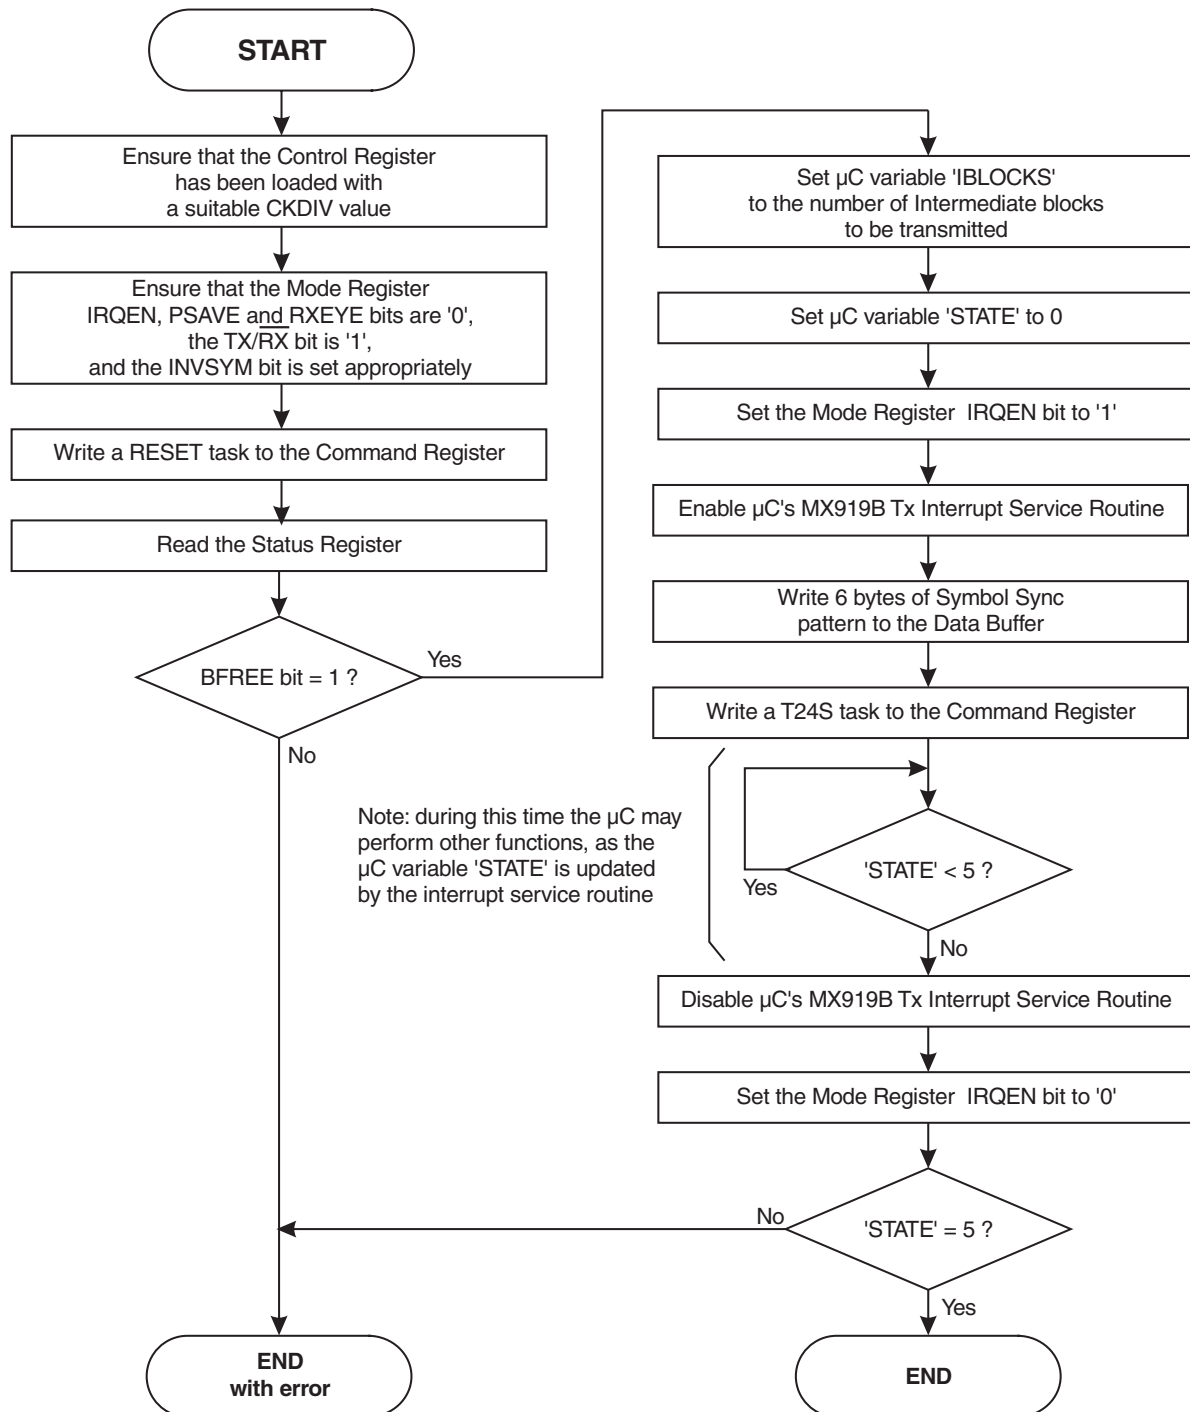 START
Ensure that the Control Register
has been loaded with
a suitable CKDIV value
Ensure that the Mode Register
IRQEN, PSAVE and RXEYE bits are '0',
the TX/R̅X̅ bit is '1',
and the INVSYM bit is set appropriately
Write a RESET task to the Command Register
Read the Status Register
BFREE bit = 1 ?
Yes
No
Set µC variable 'IBLOCKS'
to the number of Intermediate blocks
to be transmitted
Set µC variable 'STATE' to 0
Set the Mode Register IRQEN bit to '1'
Enable µC's MX919B Tx Interrupt Service Routine
Write 6 bytes of Symbol Sync
pattern to the Data Buffer
Write a T24S task to the Command Register
Note: during this time the µC may
perform other functions, as the
µC variable 'STATE' is updated
by the interrupt service routine
'STATE' < 5 ?
Yes
No
Disable µC's MX919B Tx Interrupt Service Routine
Set the Mode Register IRQEN bit to '0'
'STATE' = 5 ?
No
Yes
END
with error
END